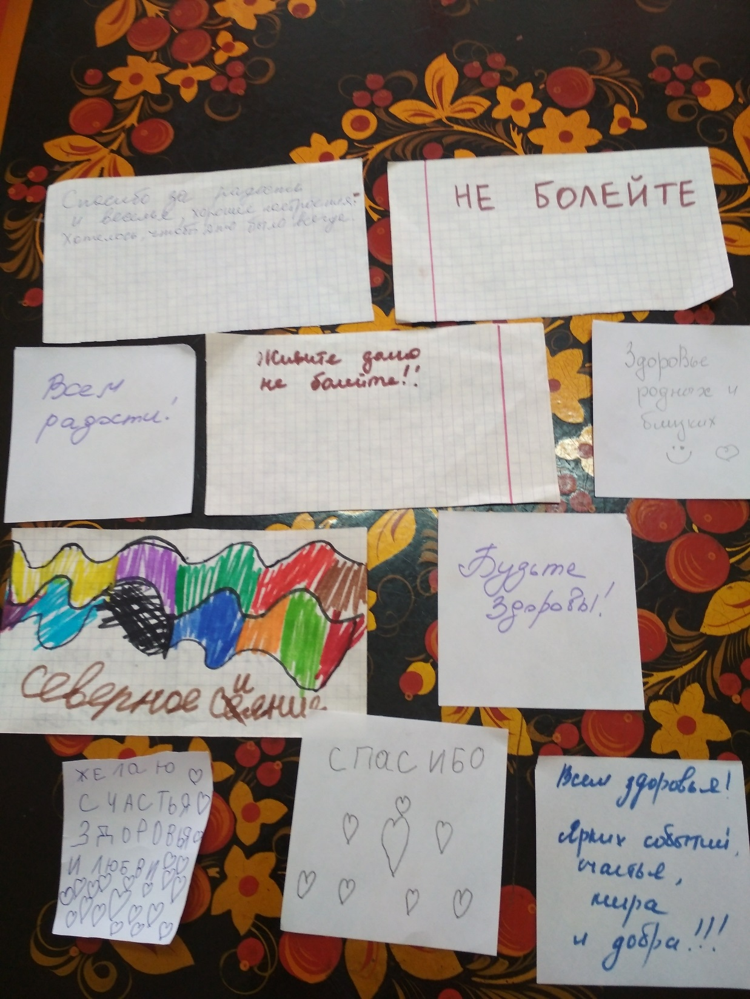 Спасибо за радость
и веселье, хорошее настроение.
Хотелось, чтобы это было всегда.
НЕ БОЛЕЙТЕ
Всем
радости!
Живите долго
не болейте!!
Здоровье
родных и
близких
Будьте
Здоровы!
северное сияние
ЖЕЛАЮ
СЧАСТЬЯ
ЗДОРОВЬЯ
И ЛЮБВИ
СПАСИБО
Всем здоровья!
Ярких событий,
счастья,
мира
и добра!!!